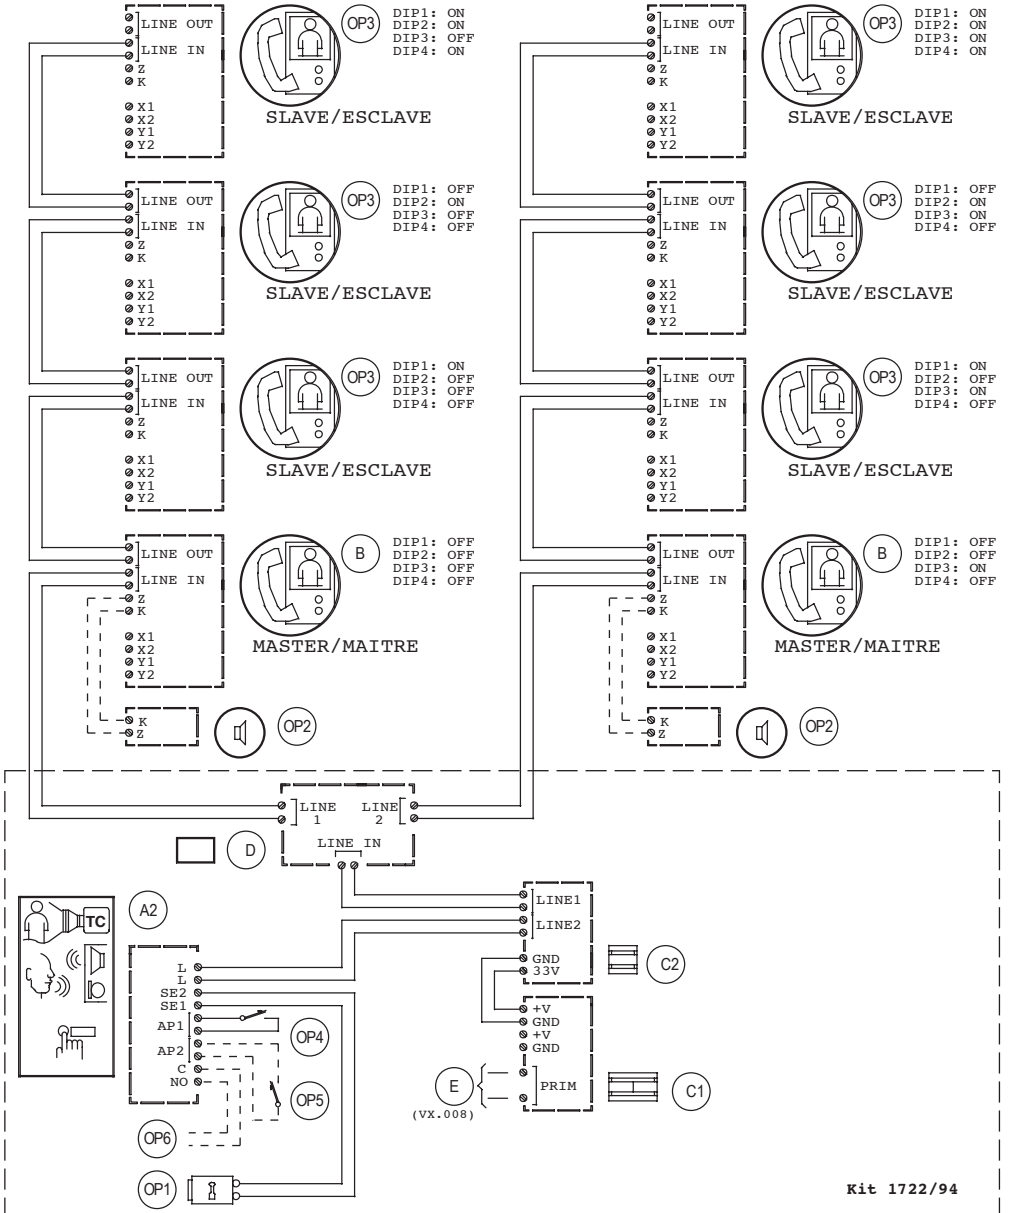 LINE OUT
LINE IN
Z
K
X1
X2
Y1
Y2
OP3
DIP1: ON
DIP2: ON
DIP3: OFF
DIP4: ON
SLAVE/ESCLAVE
LINE OUT
LINE IN
Z
K
X1
X2
Y1
Y2
OP3
DIP1: ON
DIP2: ON
DIP3: ON
DIP4: ON
SLAVE/ESCLAVE
LINE OUT
LINE IN
Z
K
X1
X2
Y1
Y2
OP3
DIP1: OFF
DIP2: ON
DIP3: OFF
DIP4: OFF
SLAVE/ESCLAVE
LINE OUT
LINE IN
Z
K
X1
X2
Y1
Y2
OP3
DIP1: OFF
DIP2: ON
DIP3: ON
DIP4: OFF
SLAVE/ESCLAVE
LINE OUT
LINE IN
Z
K
X1
X2
Y1
Y2
OP3
DIP1: ON
DIP2: OFF
DIP3: OFF
DIP4: OFF
SLAVE/ESCLAVE
LINE OUT
LINE IN
Z
K
X1
X2
Y1
Y2
OP3
DIP1: ON
DIP2: OFF
DIP3: ON
DIP4: OFF
SLAVE/ESCLAVE
LINE OUT
LINE IN
Z
K
X1
X2
Y1
Y2
B
DIP1: OFF
DIP2: OFF
DIP3: ON
DIP4: OFF
MASTER/MAITRE
LINE OUT
LINE IN
Z
K
X1
X2
Y1
Y2
B
DIP1: OFF
DIP2: OFF
DIP3: ON
DIP4: OFF
MASTER/MAITRE
K
Z
OP2
K
Z
OP2
LINE 1
LINE 2
LINE IN
D
TC
A2
L
L
SE2
SE1
AP1
AP2
C
NO
OP4
OP5
OP6
OP1
LINE1
LINE2
GND
33V
C2
+V
GND
+V
GND
PRIM
C1
E
(VX.008)
Kit 1722/94